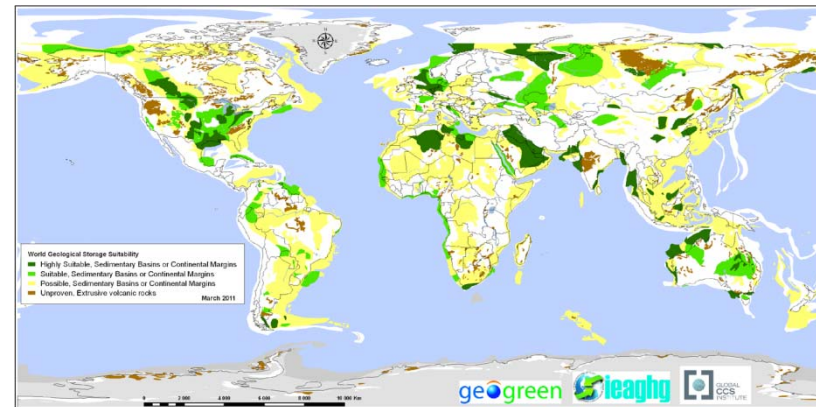 World Geological Storage Suitability
Highly Suitable, Sedimentary Basins or Continental Margins
Suitable, Sedimentary Basins or Continental Margins
Possible, Sedimentary Basins or Continental Margins
Unproven, Extrusive volcanic rocks
March 2011
0 2 000 4 000 6 000 8 000 10 000 Km
geogreen
ieaghg
GLOBAL
CCS
INSTITUTE